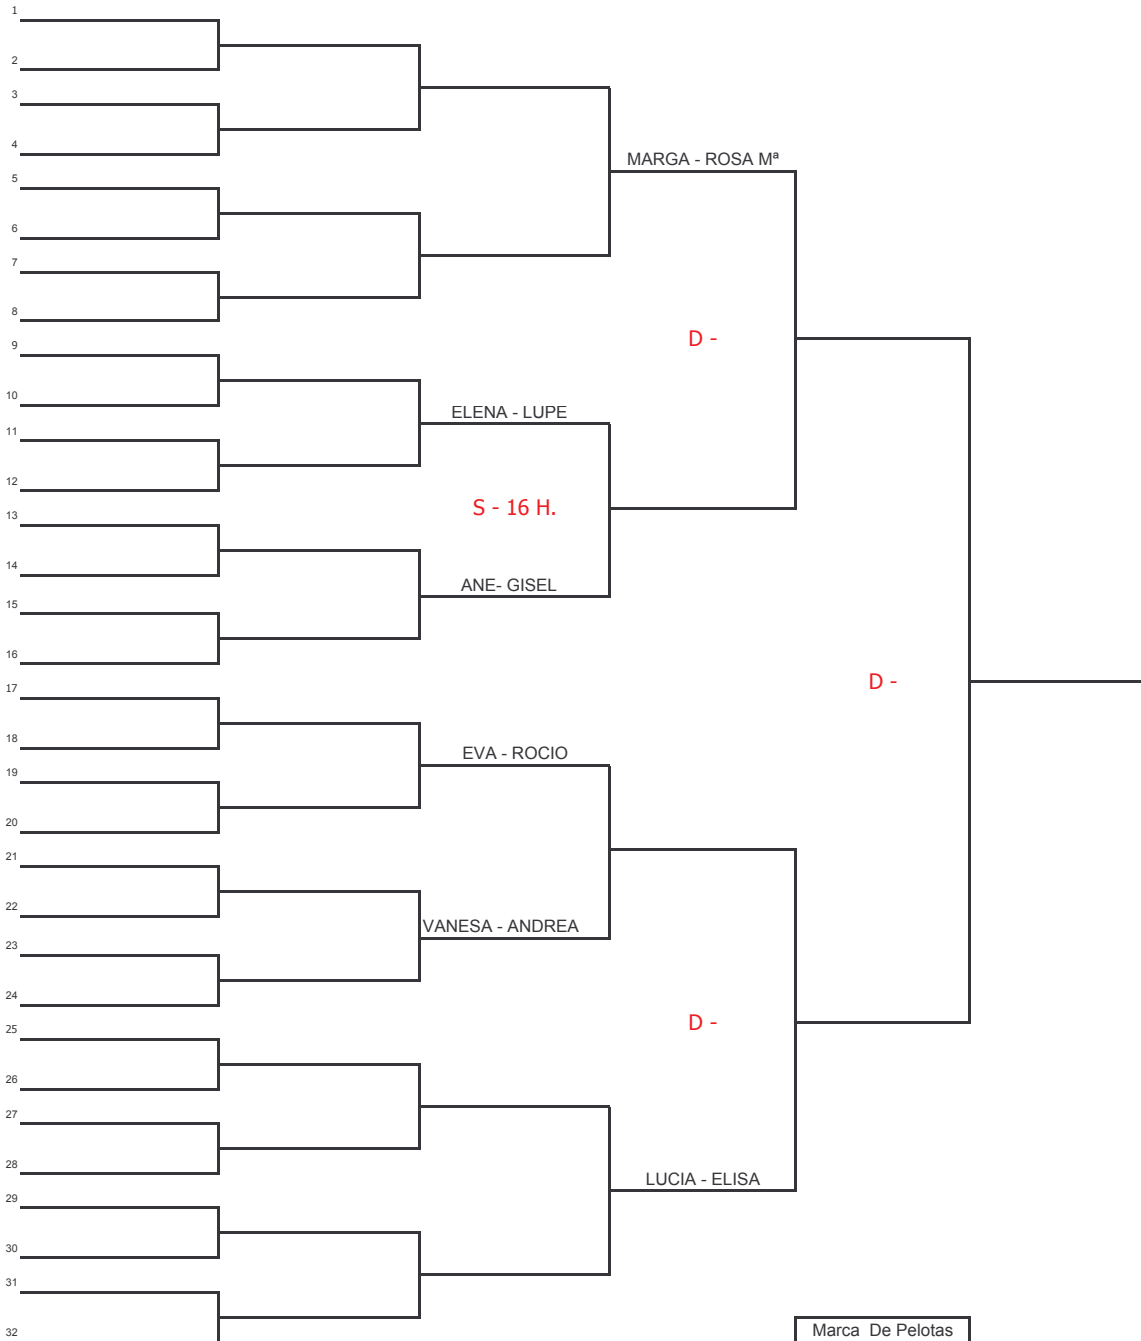 1
2
3
4
MARGA - ROSA Mª
5
6
7
8
D -
9
10
ELENA - LUPE
11
12
S - 16 H.
13
14
ANE- GISEL
15
16
D -
17
18
EVA - ROCIO
19
20
21
22
VANESA - ANDREA
23
24
D -
25
26
27
28
LUCIA - ELISA
29
30
31
32
Marca De Pelotas